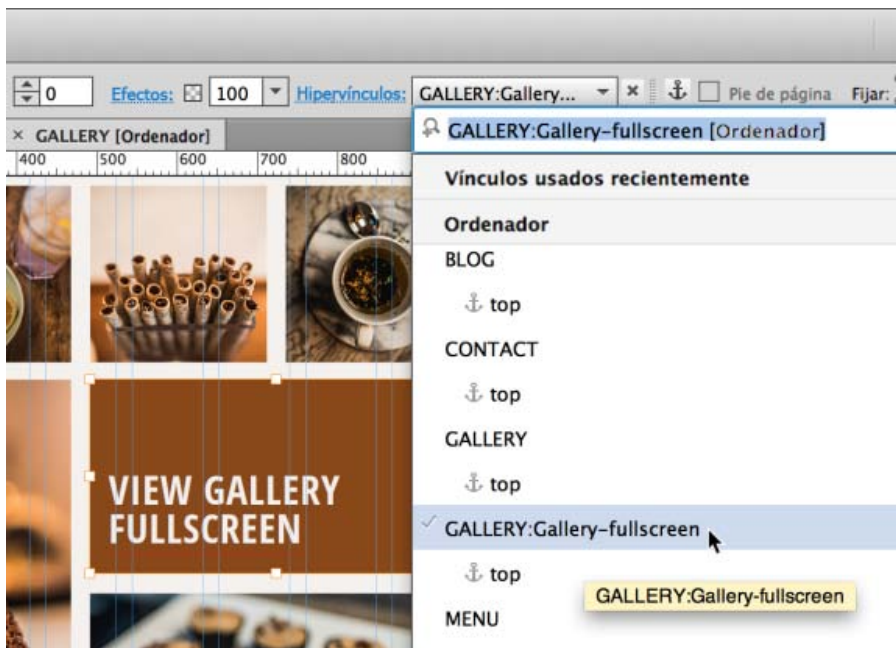 0 Efectos: 100 Hipervínculos: GALLERY:Gallery... × Pie de página Fijar:
× GALLERY [Ordenador]
GALLERY:Gallery-fullscreen [Ordenador]
400 500 600 700 800
Vínculos usados recientemente
Ordenador
BLOG
top
CONTACT
top
GALLERY
top
VIEW GALLERY
FULLSCREEN
GALLERY:Gallery-fullscreen
top
GALLERY:Gallery-fullscreen
MENU